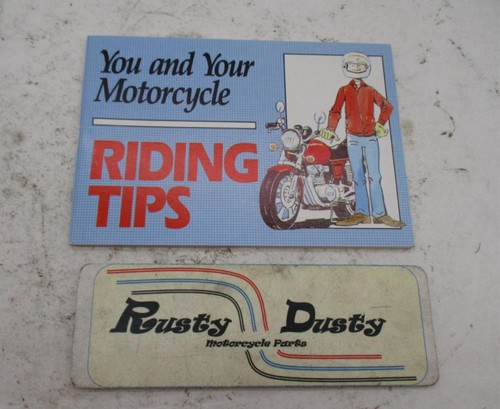 You and Your
Motorcycle
RIDING
TIPS
Rusty Dusty
Motorcycle Parts